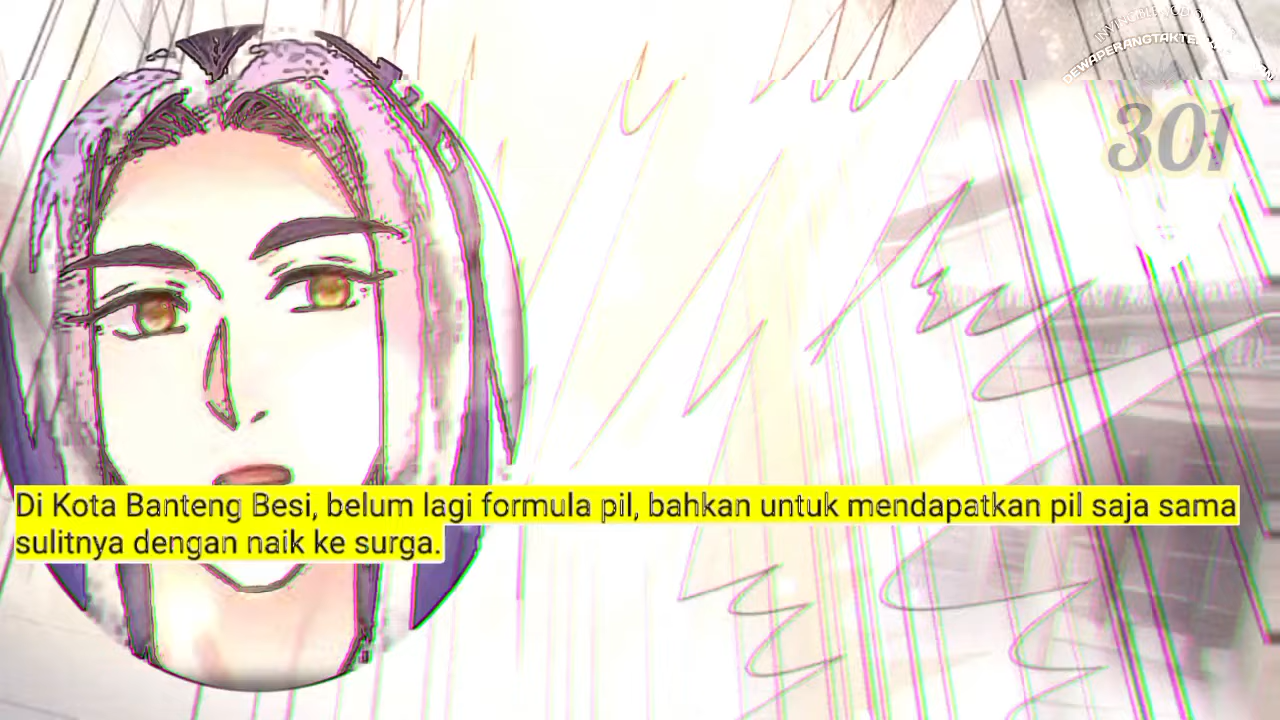 301
Di Kota Banteng Besi, belum lagi formula pil, bahkan untuk mendapatkan pil saja sama
sulitnya dengan naik ke surga.